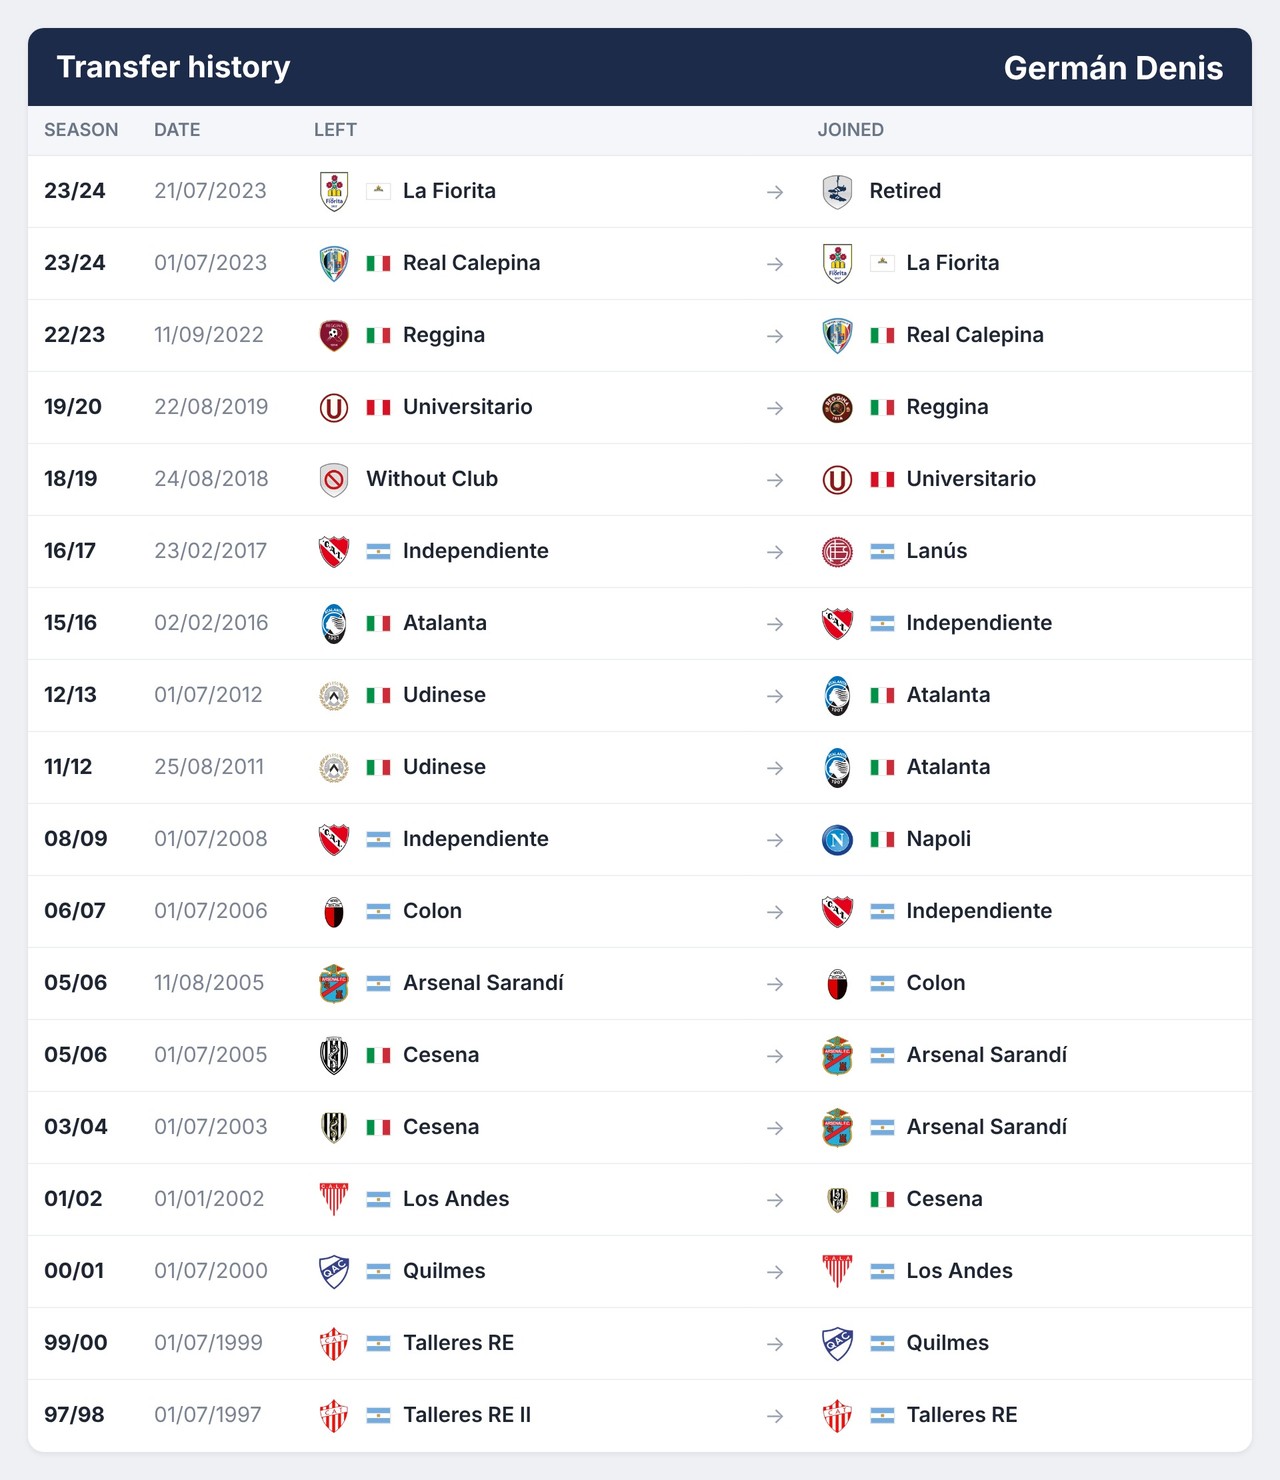 Transfer history Germán Denis
SEASON DATE LEFT JOINED
23/24 21/07/2023 La Fiorita → Retired
23/24 01/07/2023 Real Calepina → La Fiorita
22/23 11/09/2022 Reggina → Real Calepina
19/20 22/08/2019 Universitario → Reggina
18/19 24/08/2018 Without Club → Universitario
16/17 23/02/2017 Independiente → Lanús
15/16 02/02/2016 Atalanta → Independiente
12/13 01/07/2012 Udinese → Atalanta
11/12 25/08/2011 Udinese → Atalanta
08/09 01/07/2008 Independiente → Napoli
06/07 01/07/2006 Colon → Independiente
05/06 11/08/2005 Arsenal Sarandí → Colon
05/06 01/07/2005 Cesena → Arsenal Sarandí
03/04 01/07/2003 Cesena → Arsenal Sarandí
01/02 01/01/2002 Los Andes → Cesena
00/01 01/07/2000 Quilmes → Los Andes
99/00 01/07/1999 Talleres RE → Quilmes
97/98 01/07/1997 Talleres RE II → Talleres RE